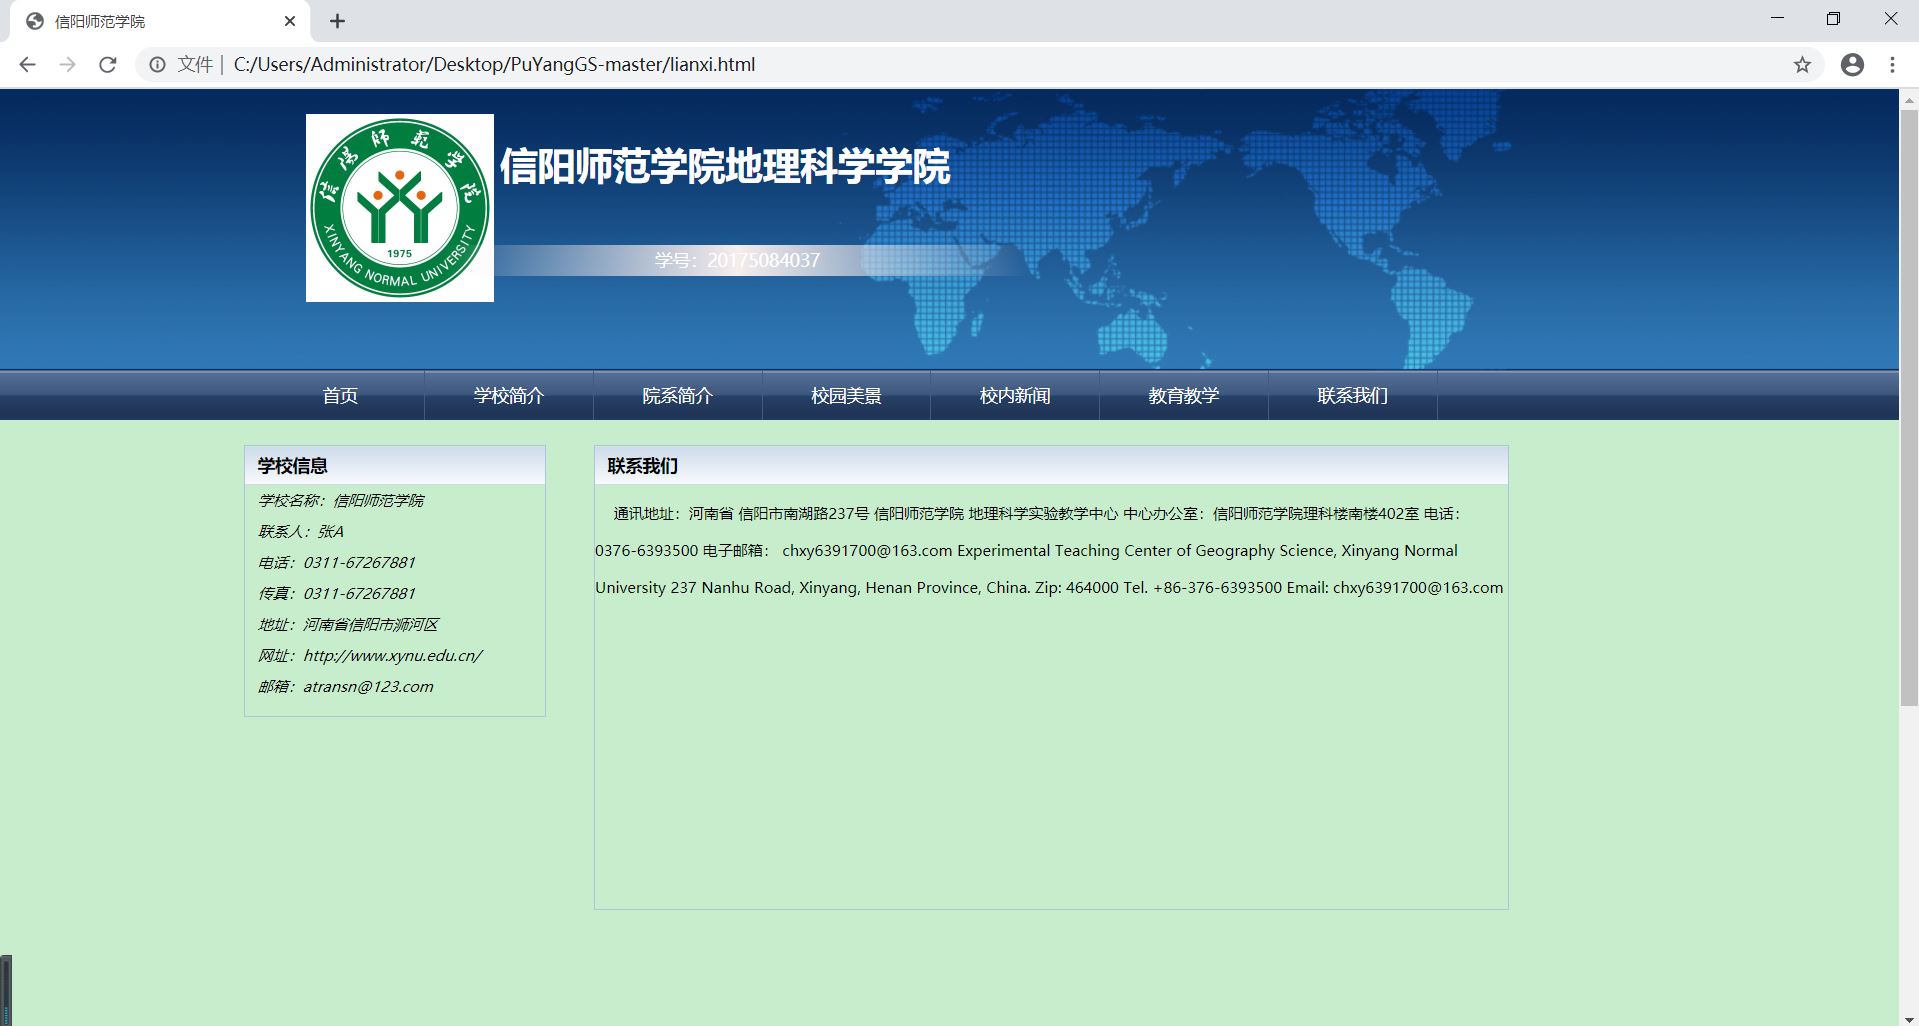 信阳师范学院
文件 | C:/Users/Administrator/Desktop/PuYangGS-master/lianxi.html
信阳师范学院
XINYANG NORMAL UNIVERSITY
1975
信阳师范学院地理科学学院
学号：20175084037
首页 学校简介 院系简介 校园美景 校内新闻 教育教学 联系我们
学校信息
学校名称：信阳师范学院
联系人：张A
电话：0311-67267881
传真：0311-67267881
地址：河南省信阳市浉河区
网址：http://www.xynu.edu.cn/
邮箱：atransn@123.com
联系我们
通讯地址：河南省 信阳市南湖路237号 信阳师范学院 地理科学实验教学中心 中心办公室：信阳师范学院理科楼南楼402室 电话：
0376-6393500 电子邮箱： chxy6391700@163.com Experimental Teaching Center of Geography Science, Xinyang Normal
University 237 Nanhu Road, Xinyang, Henan Province, China. Zip: 464000 Tel. +86-376-6393500 Email: chxy6391700@163.com